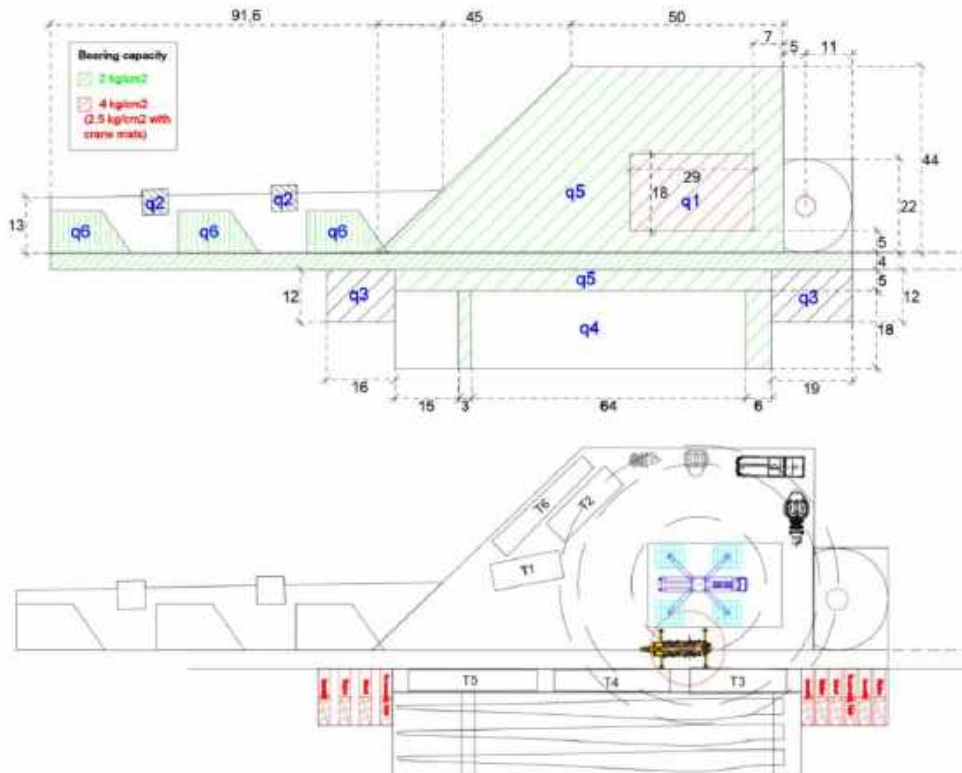 91.6
45
50
7
5
11
Bearing capacity
2 kg/cm2
4 kg/cm2
(2.5 kg/cm2 with
crane mats)
44
29
18
q1
q5
22
13
q2
q2
q6
q6
q6
5
4
5
q5
12
q3
q3
12
q4
18
16
15
3
64
6
19
T6
T2
T1
T5
T4
T3